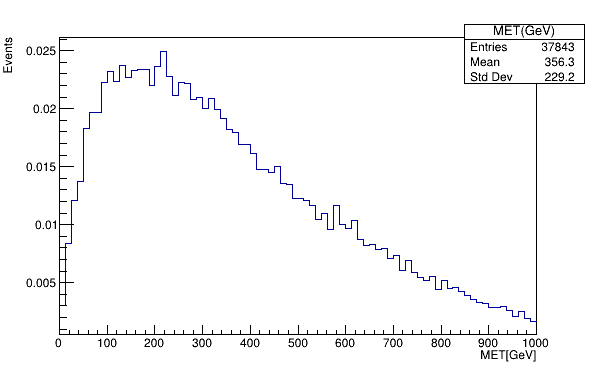 MET(GeV)
Entries 37843
Mean 356.3
Std Dev 229.2
Events
0.025
0.02
0.015
0.01
0.005
0 100 200 300 400 500 600 700 800 900 1000
MET[GeV]